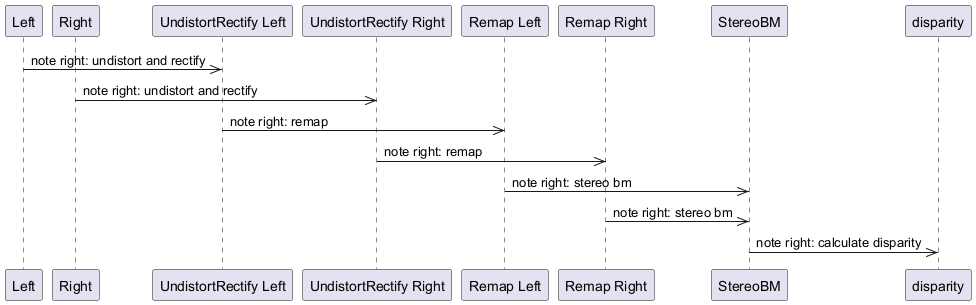 Left
Right
UndistortRectify Left
UndistortRectify Right
Remap Left
Remap Right
StereoBM
disparity
note right: undistort and rectify
note right: undistort and rectify
note right: remap
note right: remap
note right: stereo bm
note right: stereo bm
note right: calculate disparity
Left
Right
UndistortRectify Left
UndistortRectify Right
Remap Left
Remap Right
StereoBM
disparity